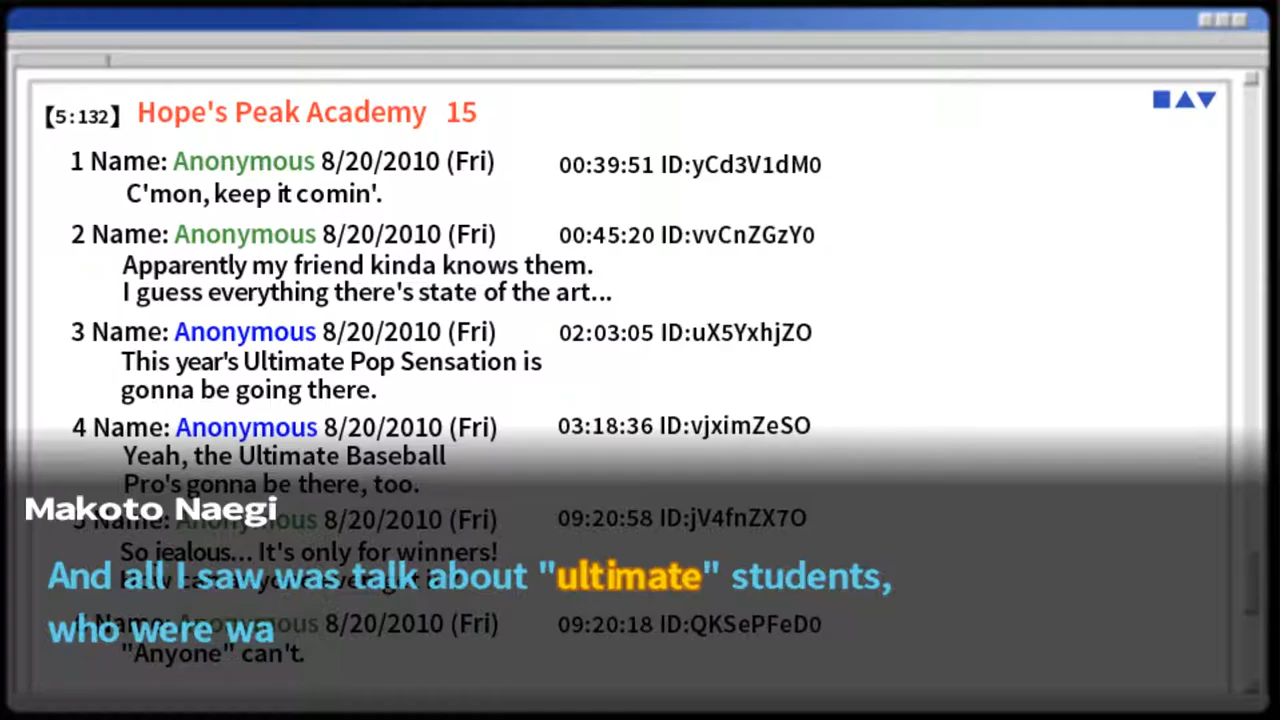 【5:132】 Hope's Peak Academy 15 ■▲▼
1 Name: Anonymous 8/20/2010 (Fri) 00:39:51 ID:yCd3V1dM0
C'mon, keep it comin'.
2 Name: Anonymous 8/20/2010 (Fri) 00:45:20 ID:vvCnZGzY0
Apparently my friend kinda knows them.
I guess everything there's state of the art...
3 Name: Anonymous 8/20/2010 (Fri) 02:03:05 ID:uX5YxhjZO
This year's Ultimate Pop Sensation is
gonna be going there.
4 Name: Anonymous 8/20/2010 (Fri) 03:18:36 ID:vjximZeSO
Yeah, the Ultimate Baseball
Pro's gonna be there, too.
Makoto Naegi
5 Name: Anonymous 8/20/2010 (Fri) 09:20:58 ID:jV4fnZX7O
So jealous... It's only for winners!
And all I saw was talk about "ultimate" students,
who were wa
Name: Anonymous 8/20/2010 (Fri) 09:20:18 ID:QKSePFeD0
"Anyone" can't.